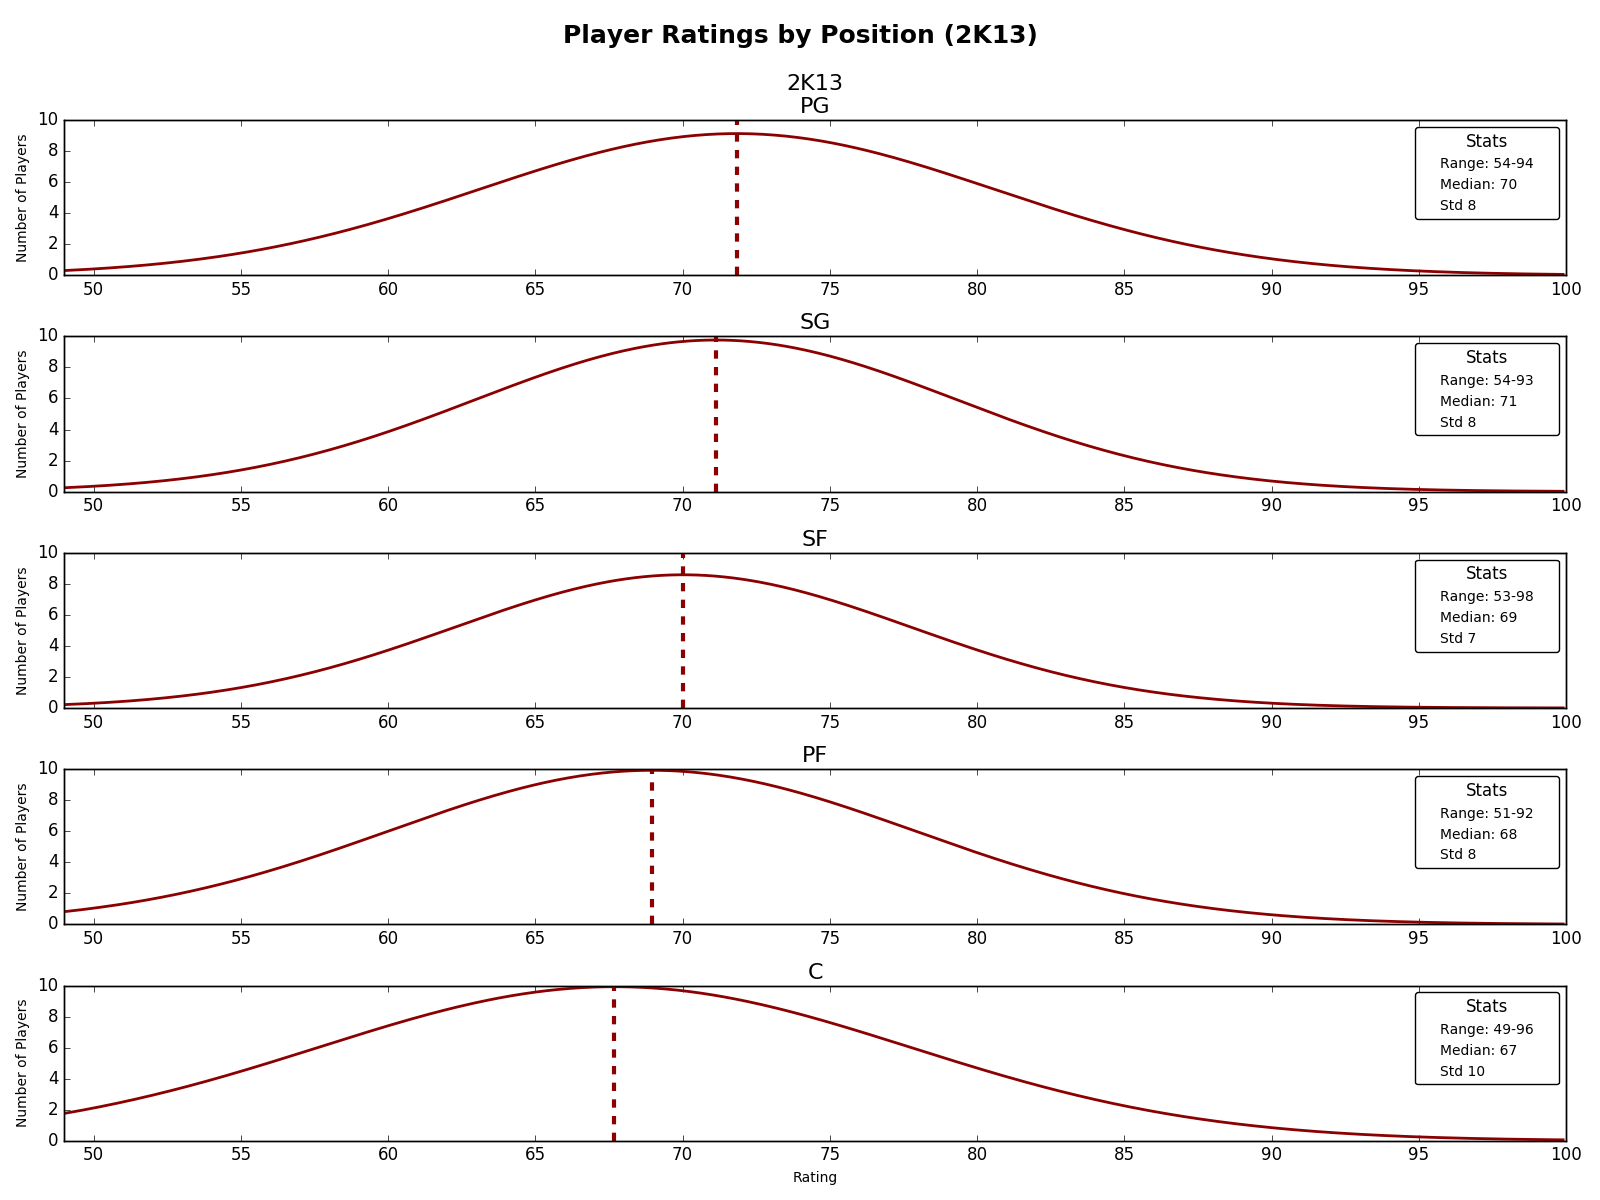 Player Ratings by Position (2K13)
2K13
PG
Number of Players
10
8
6
4
2
0
50 55 60 65 70 75 80 85 90 95 100
Stats
Range: 54-94
Median: 70
Std 8
SG
Number of Players
10
8
6
4
2
0
50 55 60 65 70 75 80 85 90 95 100
Stats
Range: 54-93
Median: 71
Std 8
SF
Number of Players
10
8
6
4
2
0
50 55 60 65 70 75 80 85 90 95 100
Stats
Range: 53-98
Median: 69
Std 7
PF
Number of Players
10
8
6
4
2
0
50 55 60 65 70 75 80 85 90 95 100
Stats
Range: 51-92
Median: 68
Std 8
C
Number of Players
10
8
6
4
2
0
50 55 60 65 70 75 80 85 90 95 100
Stats
Range: 49-96
Median: 67
Std 10
Rating